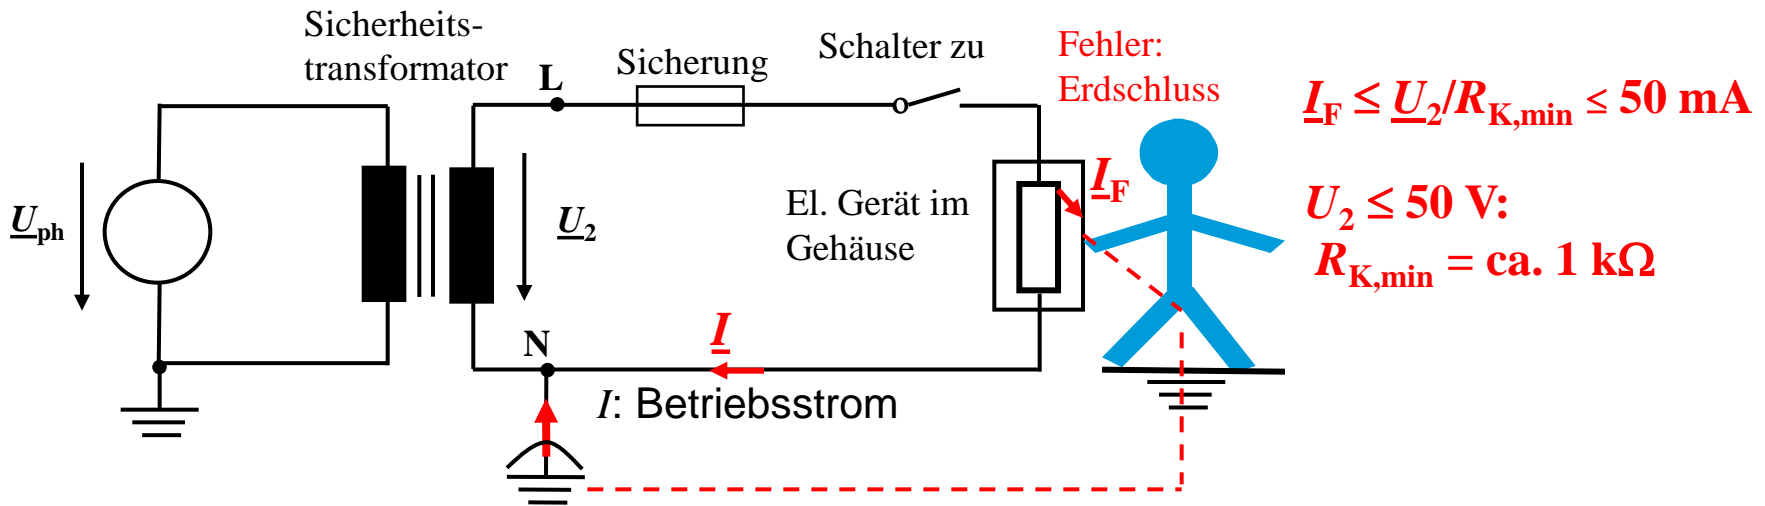 Sicherheits-
transformator
L
Sicherung
Schalter zu
Fehler:
Erdschluss
I_F ≤ U_2/R_K,min ≤ 50 mA
U_ph
U_2
El. Gerät im
Gehäuse
I_F
U_2 ≤ 50 V:
R_K,min = ca. 1 kΩ
N
I
I: Betriebsstrom